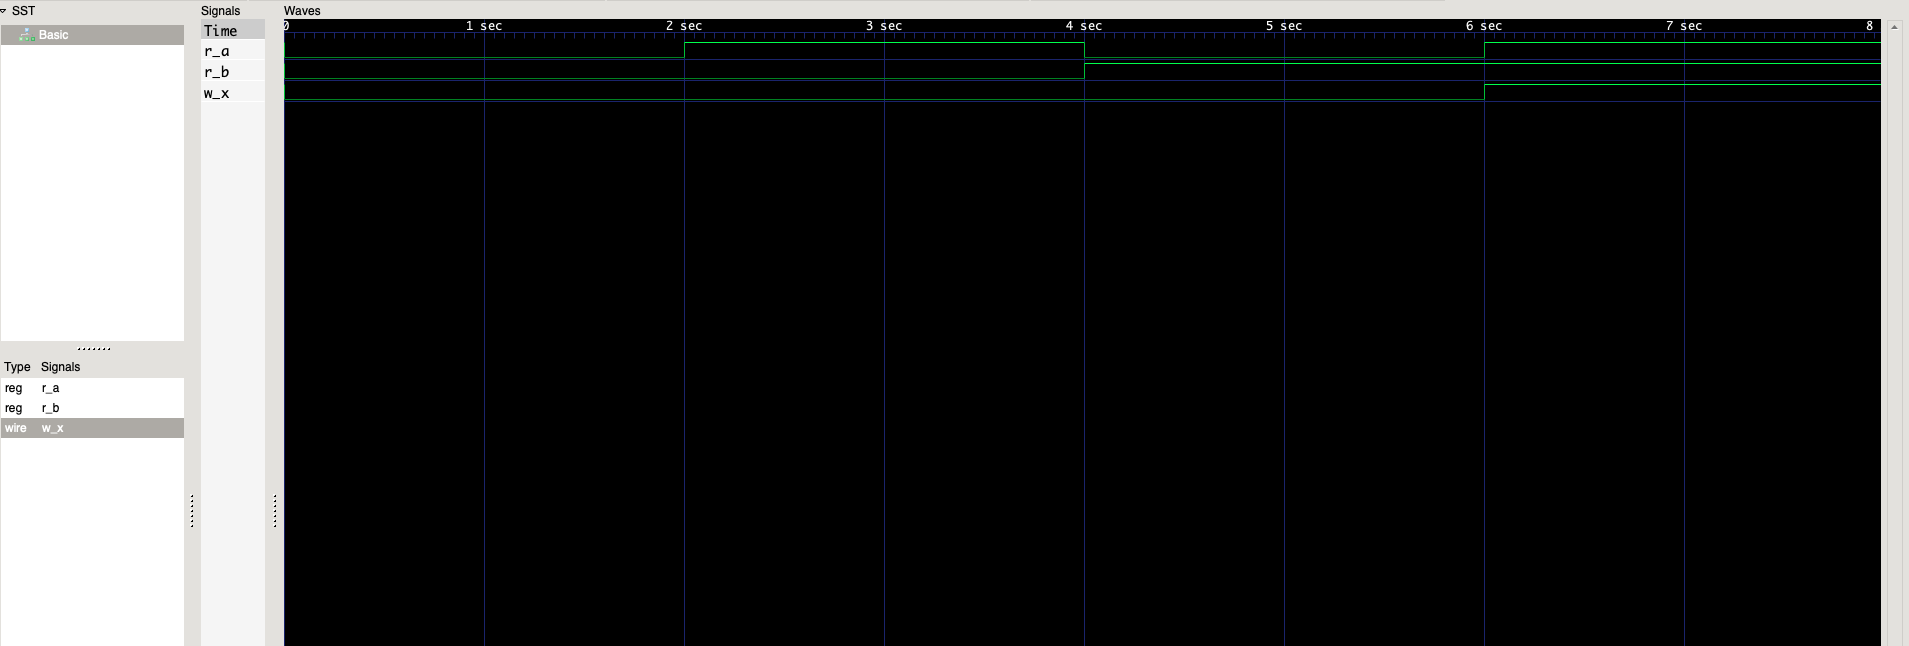 SST
Basic
Type Signals
reg r_a
reg r_b
wire w_x
Signals
Time
r_a
r_b
w_x
Waves
0 1 sec 2 sec 3 sec 4 sec 5 sec 6 sec 7 sec 8